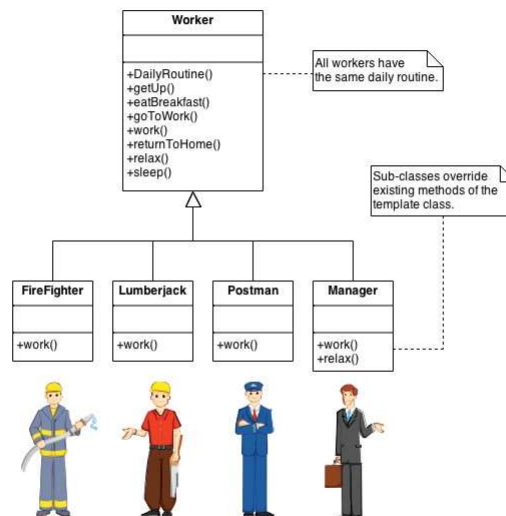 Worker
+DailyRoutine()
+getUp()
+eatBreakfast()
+goToWork()
+work()
+returnToHome()
+relax()
+sleep()
All workers have
the same daily routine.
Sub-classes override
existing methods of the
template class.
FireFighter
+work()
Lumberjack
+work()
Postman
+work()
Manager
+work()
+relax()